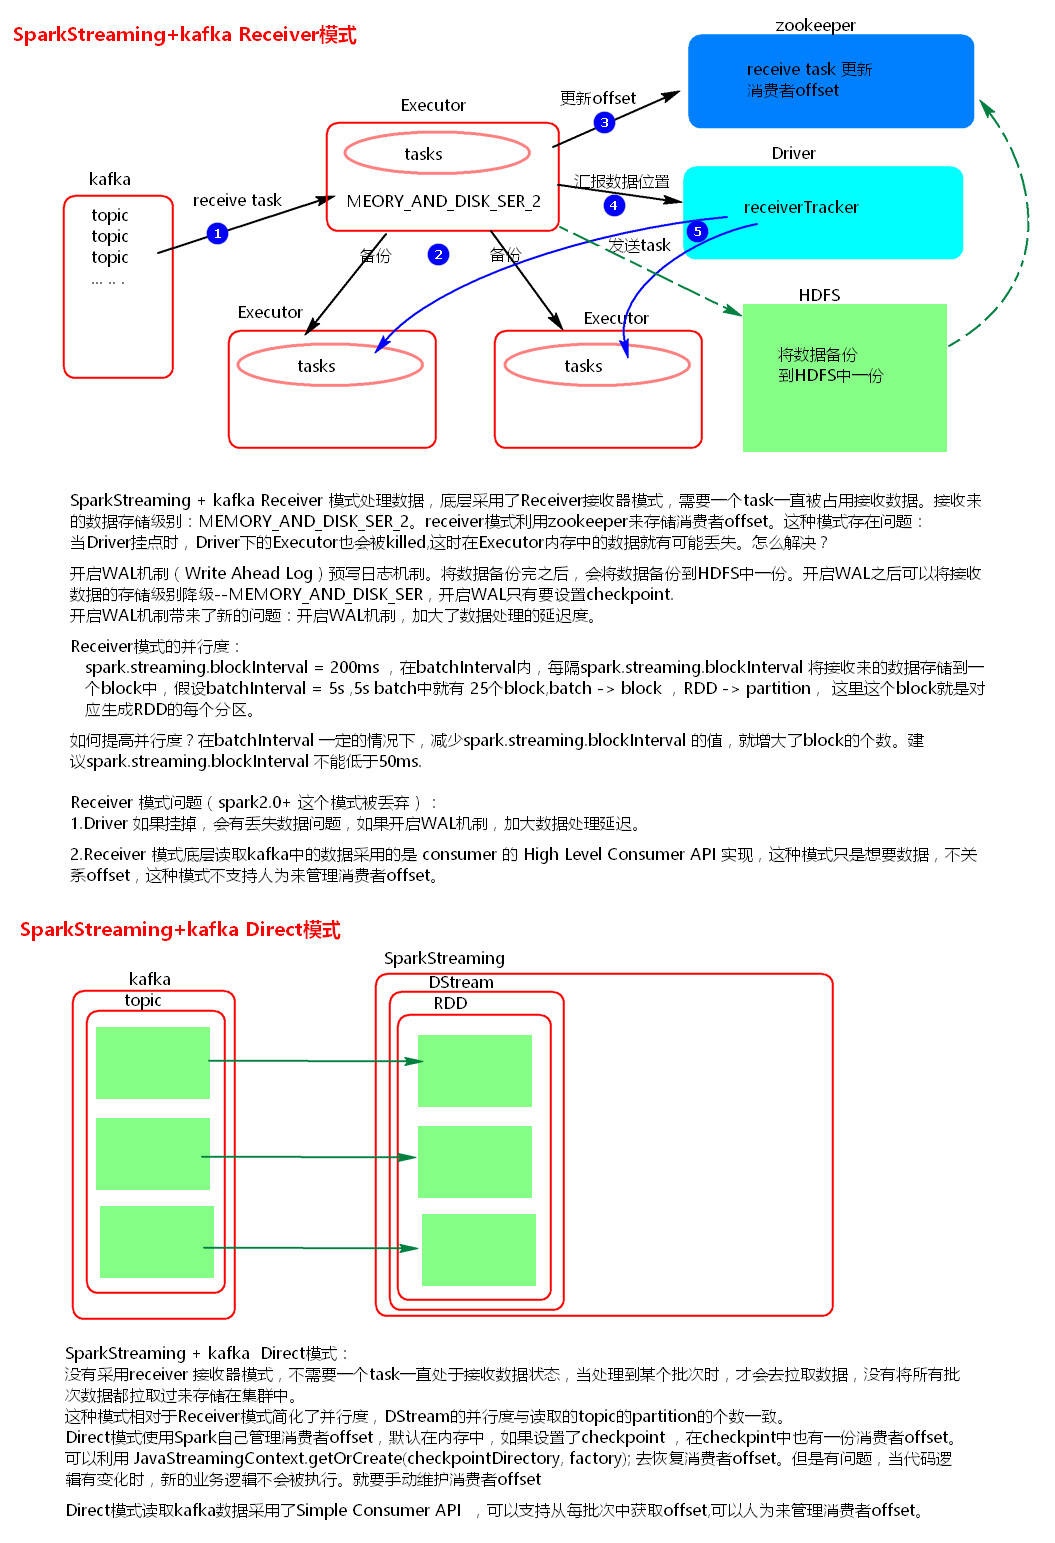 SparkStreaming+kafka Receiver模式
zookeeper
receive task 更新
消费者offset
更新offset
3
Executor
tasks
MEORY_AND_DISK_SER_2
Driver
汇报数据位置
4
receiverTracker
5
发送task
kafka
topic
topic
topic
... .. .
receive task
1
备份
2
备份
HDFS
将数据备份
到HDFS中一份
Executor
tasks
Executor
tasks
SparkStreaming + kafka Receiver 模式处理数据，底层采用了Receiver接收器模式，需要一个task一直被占用接收数据。接收来
的数据存储级别：MEMORY_AND_DISK_SER_2。receiver模式利用zookeeper来存储消费者offset。这种模式存在问题：
当Driver挂点时，Driver下的Executor也会被killed,这时在Executor内存中的数据就有可能丢失。怎么解决？
开启WAL机制（Write Ahead Log）预写日志机制。将数据备份完之后，会将数据备份到HDFS中一份。开启WAL之后可以将接收
数据的存储级别降级--MEMORY_AND_DISK_SER，开启WAL只有要设置checkpoint.
开启WAL机制带来了新的问题：开启WAL机制，加大了数据处理的延迟度。
Receiver模式的并行度：
spark.streaming.blockInterval = 200ms ，在batchInterval内，每隔spark.streaming.blockInterval 将接收来的数据存储到一
个block中，假设batchInterval = 5s ,5s batch中就有 25个block,batch -> block ，RDD -> partition， 这里这个block就是对
应生成RDD的每个分区。
如何提高并行度？在batchInterval 一定的情况下，减少spark.streaming.blockInterval 的值，就增大了block的个数。建
议spark.streaming.blockInterval 不能低于50ms.
Receiver 模式问题（spark2.0+ 这个模式被丢弃）：
1.Driver 如果挂掉，会有丢失数据问题，如果开启WAL机制，加大数据处理延迟。
2.Receiver 模式底层读取kafka中的数据采用的是 consumer 的 High Level Consumer API 实现，这种模式只是想要数据，不关
系offset，这种模式不支持人为来管理消费者offset。
SparkStreaming+kafka Direct模式
kafka
topic
SparkStreaming
DStream
RDD
SparkStreaming + kafka  Direct模式：
没有采用receiver 接收器模式，不需要一个task一直处于接收数据状态，当处理到某个批次时，才会去拉取数据，没有将所有批
次数据都拉取过来存储在集群中。
这种模式相对于Receiver模式简化了并行度，DStream的并行度与读取的topic的partition的个数一致。
Direct模式使用Spark自己管理消费者offset，默认在内存中，如果设置了checkpoint ，在checkpint中也有一份消费者offset。
可以利用 JavaStreamingContext.getOrCreate(checkpointDirectory, factory); 去恢复消费者offset。但是有问题，当代码逻
辑有变化时，新的业务逻辑不会被执行。就要手动维护消费者offset
Direct模式读取kafka数据采用了Simple Consumer API ，可以支持从每批次中获取offset,可以人为来管理消费者offset。